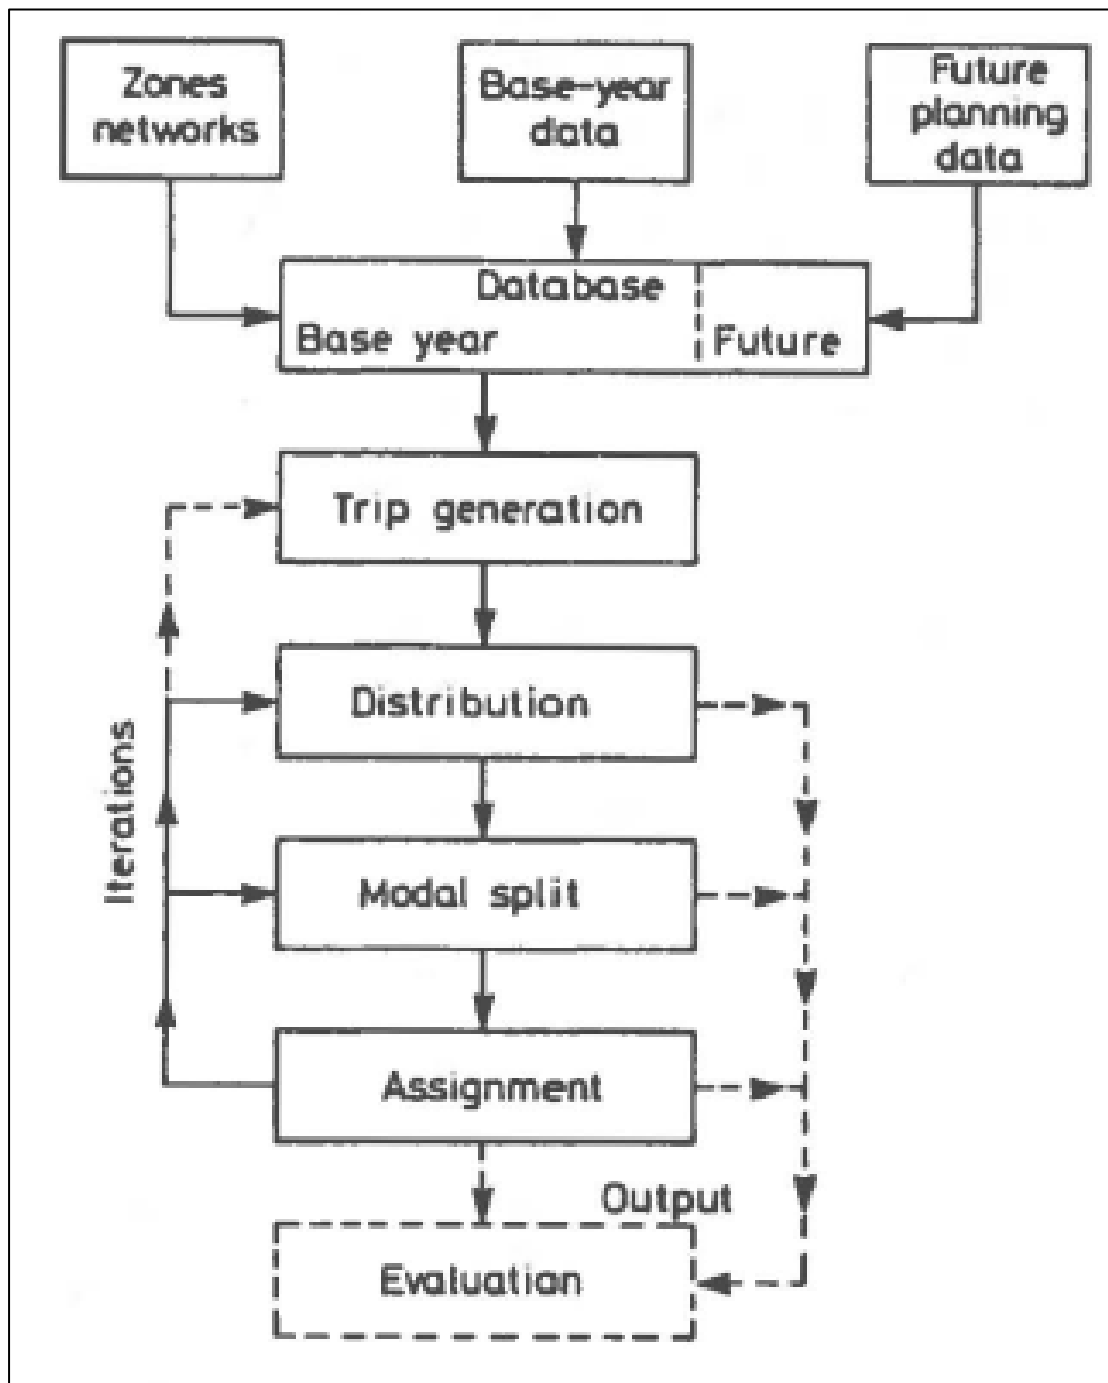 Zones
networks
Base-year
data
Future
planning
data
Database
Base year
Future
Trip generation
Distribution
Iterations
Modal split
Assignment
Output
Evaluation